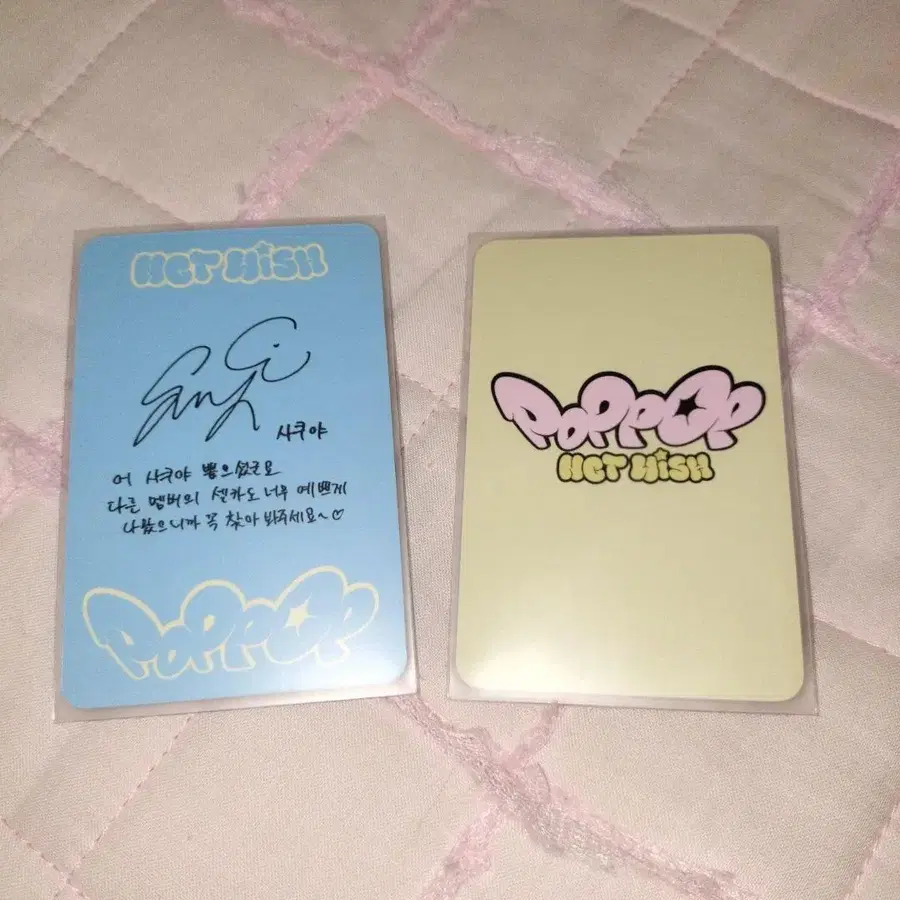 NCT WISH
사쿠야
어 사쿠야 뽑으셨군요
다른 멤버의 셀카도 너무 예쁘게
나왔으니까 꼭 찾아 봐주세요~♡
POPPOP
POPPOP
NCT WISH